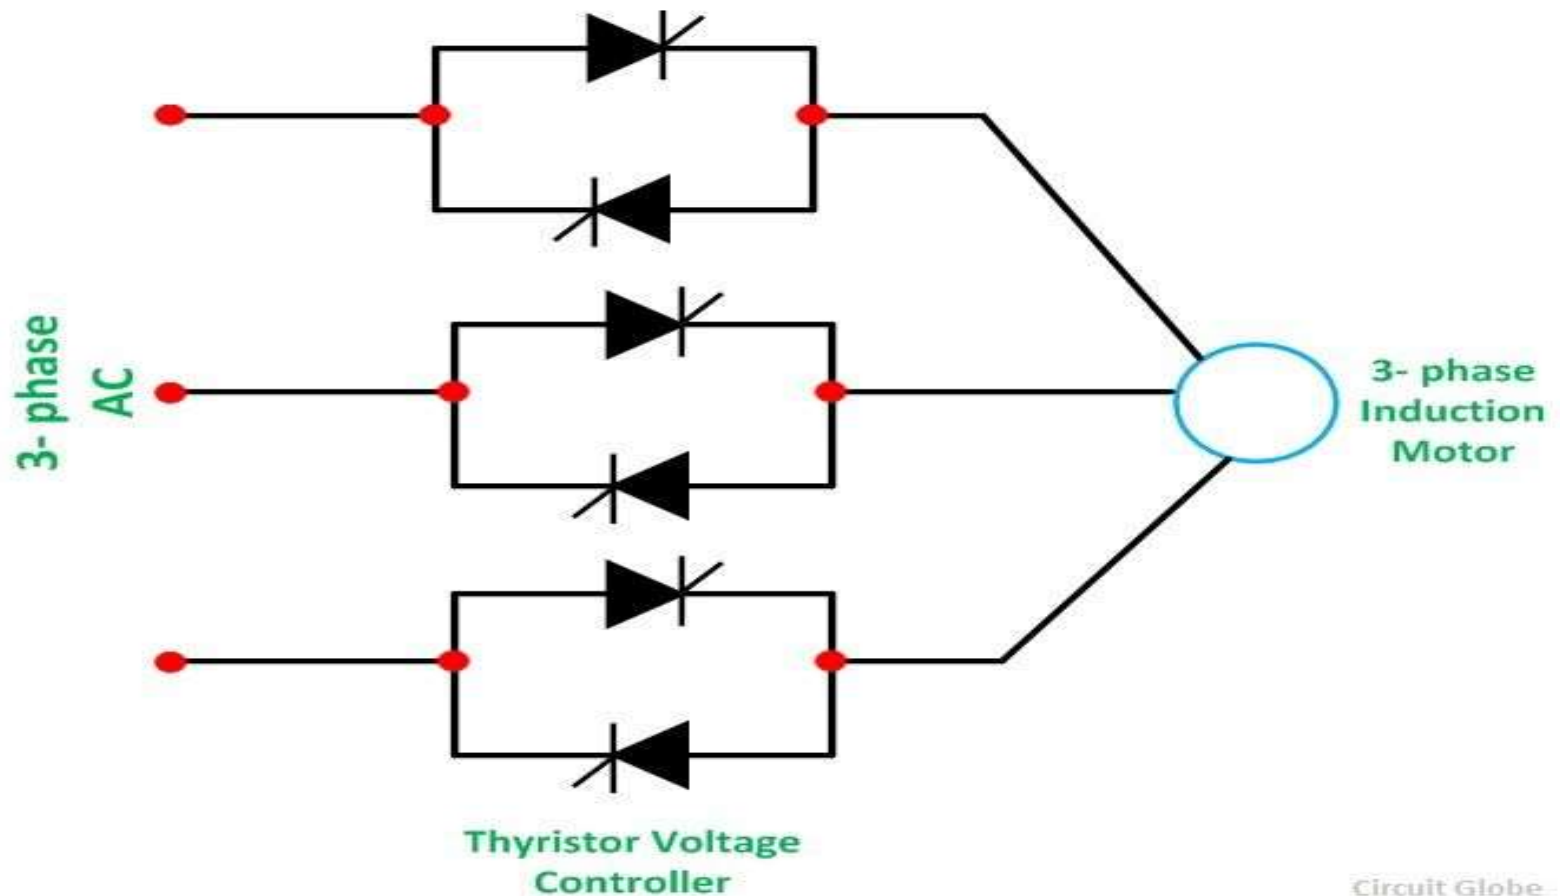 3- phase
AC
3- phase
Induction
Motor
Thyristor Voltage
Controller
Circuit Globe